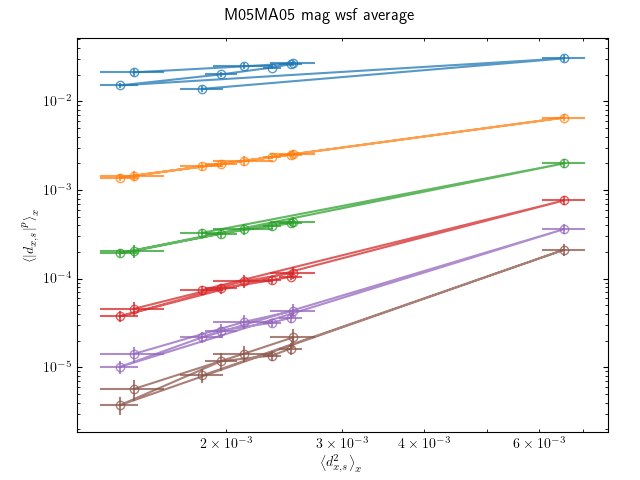 M05MA05 mag wsf average
10⁻²
10⁻³
10⁻⁴
10⁻⁵
⟨|d_{x,s}|^p⟩_x
2 × 10⁻³
3 × 10⁻³
4 × 10⁻³
6 × 10⁻³
⟨d²_{x,s}⟩_x